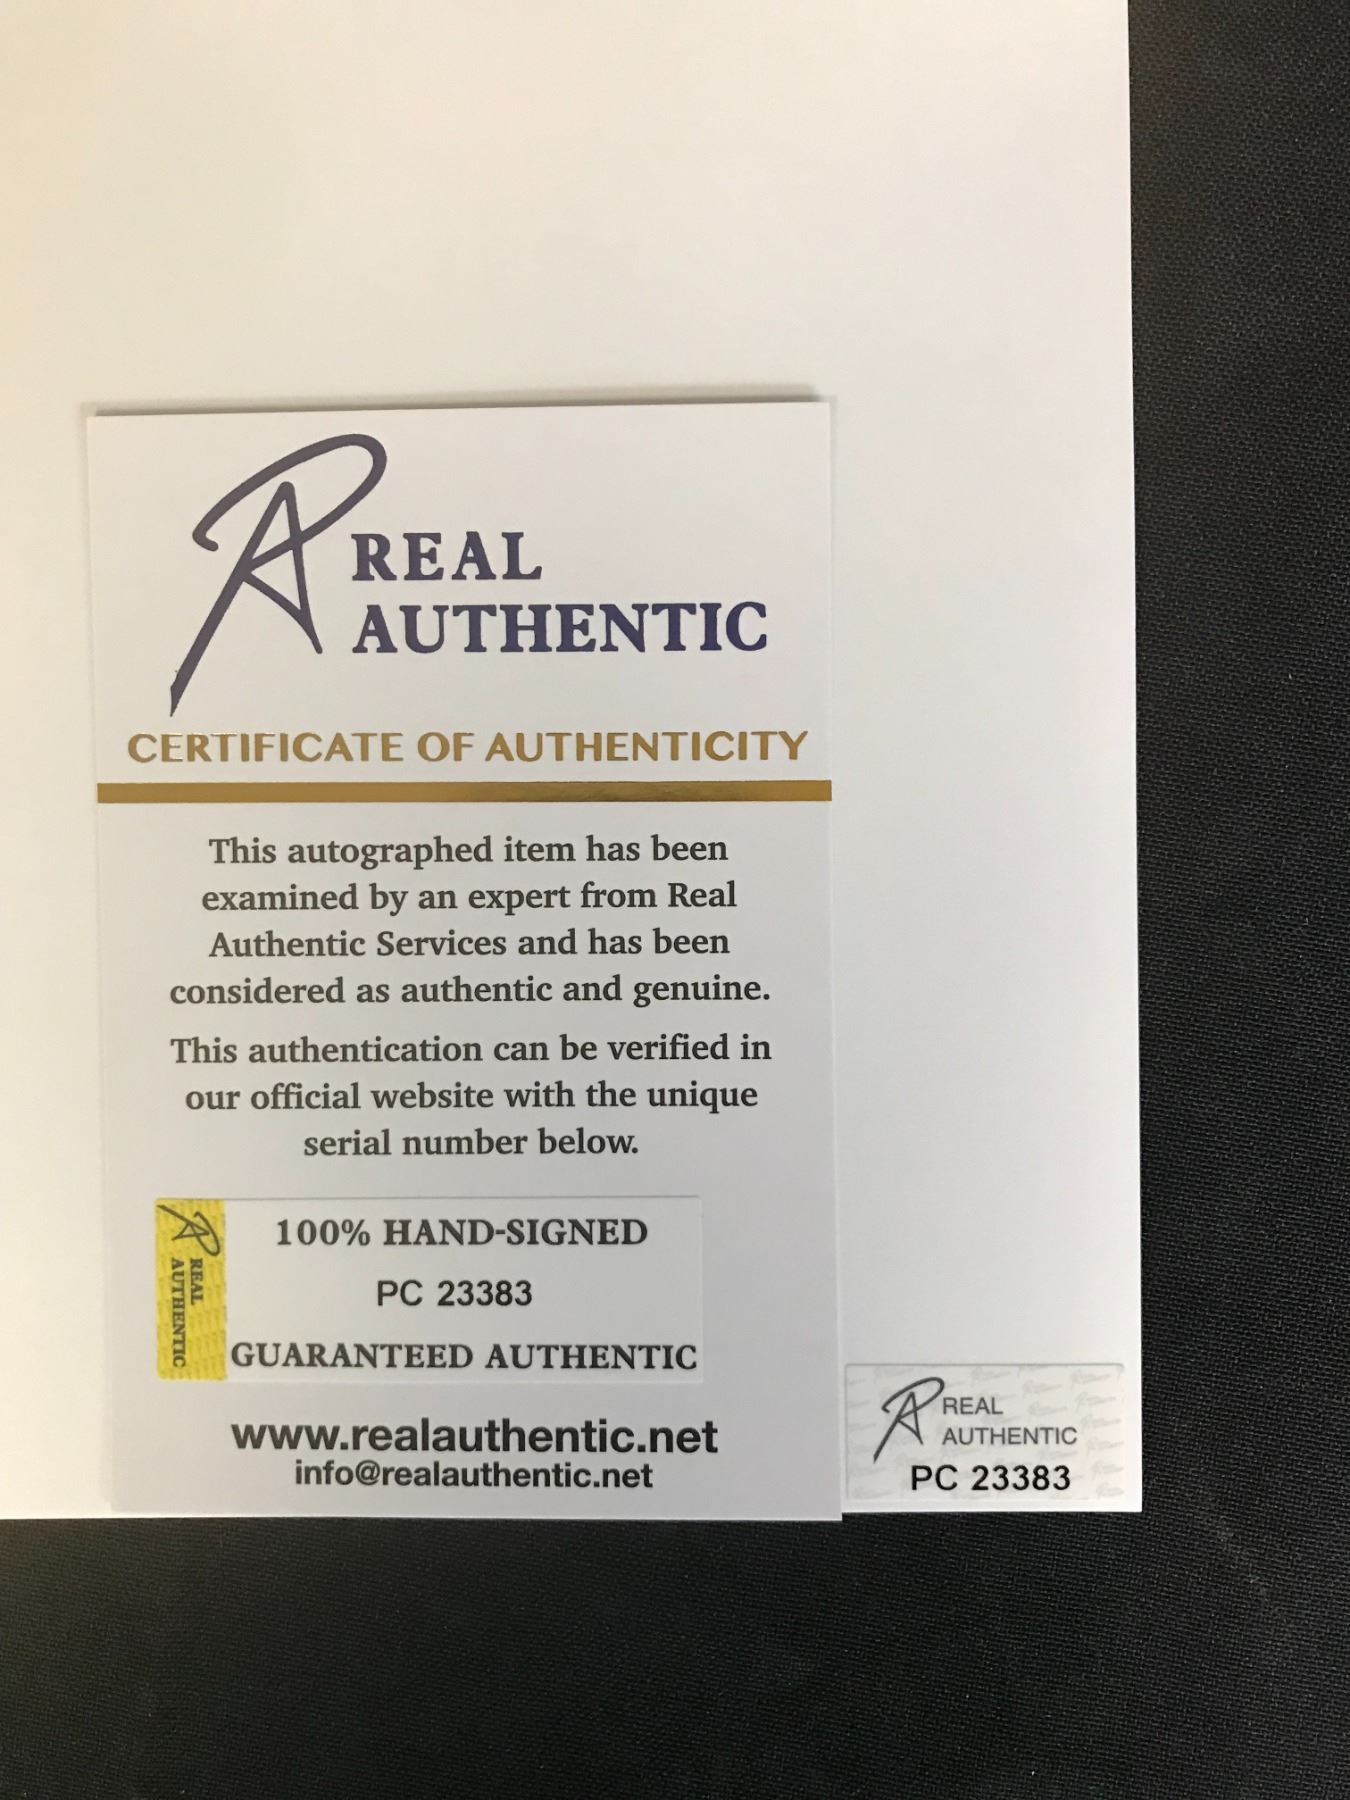 REAL
AUTHENTIC
CERTIFICATE OF AUTHENTICITY
This autographed item has been
examined by an expert from Real
Authentic Services and has been
considered as authentic and genuine.
This authentication can be verified in
our official website with the unique
serial number below.
REAL
AUTHENTIC
100% HAND-SIGNED
PC 23383
GUARANTEED AUTHENTIC
www.realauthentic.net
info@realauthentic.net
REAL
AUTHENTIC
PC 23383